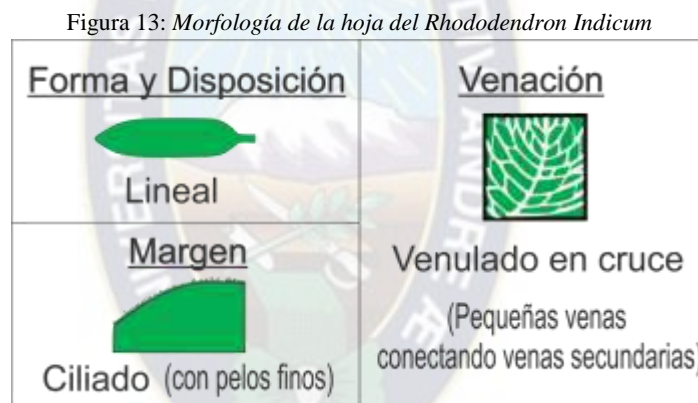 Figura 13: Morfología de la hoja del Rhododendron Indicum
Forma y Disposición
Lineal
Margen
Ciliado (con pelos finos)
Venación
Venulado en cruce
(Pequeñas venas
conectando venas secundarias)